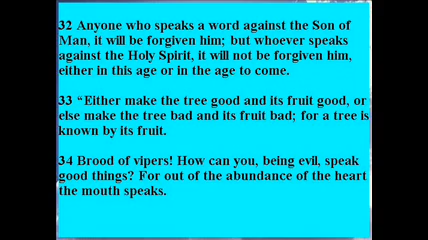 32 Anyone who speaks a word against the Son of
Man, it will be forgiven him; but whoever speaks
against the Holy Spirit, it will not be forgiven him,
either in this age or in the age to come.
33 “Either make the tree good and its fruit good, or
else make the tree bad and its fruit bad; for a tree is
known by its fruit.
34 Brood of vipers! How can you, being evil, speak
good things? For out of the abundance of the heart
the mouth speaks.